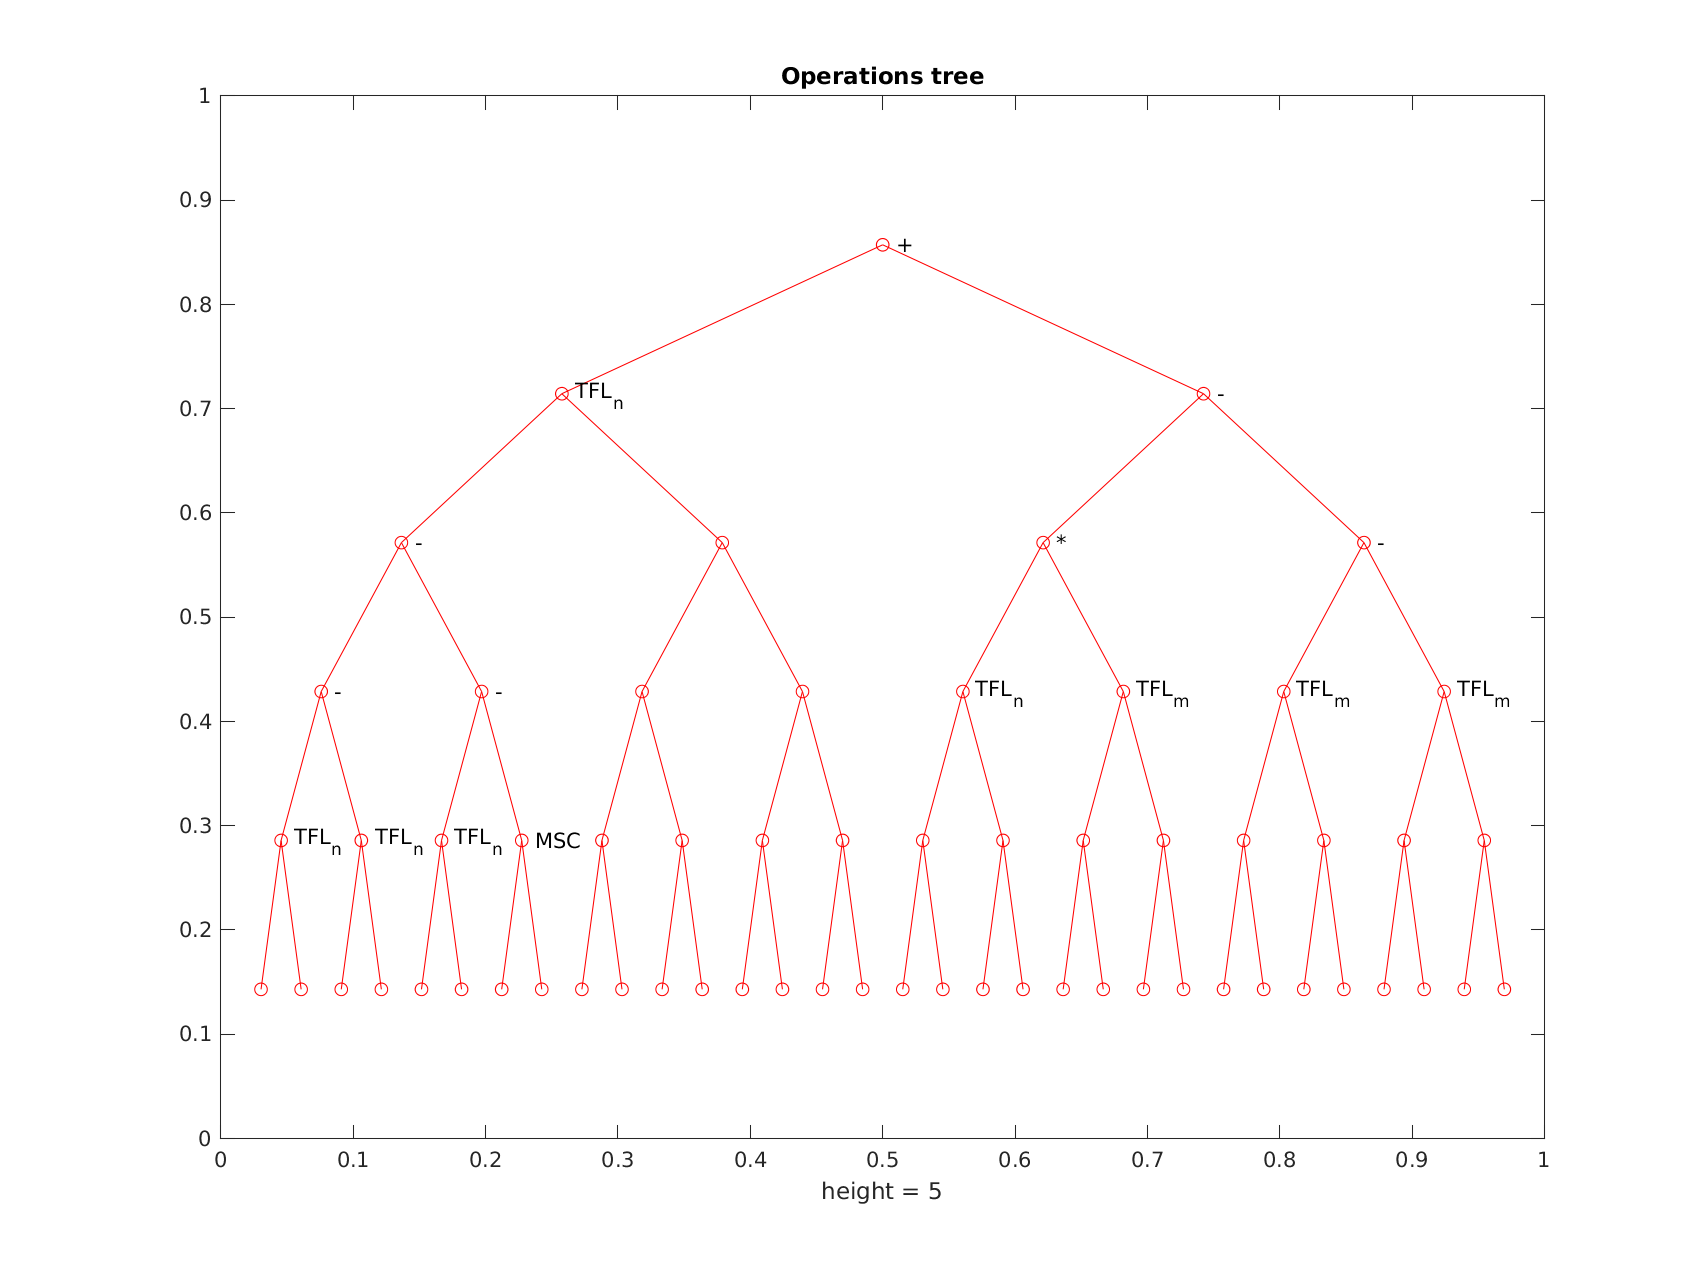 Operations tree
1
0.9
+
0.8
TFLn -
0.7
0.6
- * -
0.5
- - TFLn TFLm TFLm TFLm
0.4
0.3
TFLn TFLn TFLn MSC
0.2
0.1
0
0 0.1 0.2 0.3 0.4 0.5 0.6 0.7 0.8 0.9 1
height = 5